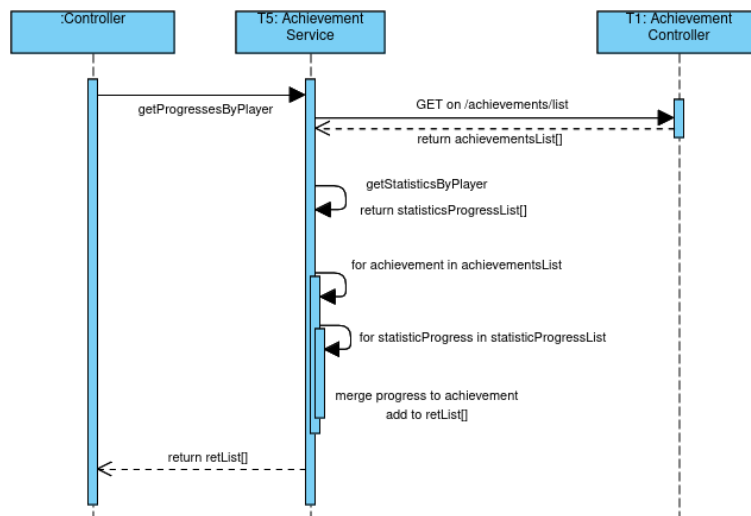 :Controller
T5: Achievement
Service
T1: Achievement
Controller
getProgressesByPlayer
GET on /achievements/list
return achievementsList[]
getStatisticsByPlayer
return statisticsProgressList[]
for achievement in achievementsList
for statisticProgress in statisticProgressList
merge progress to achievement
add to retList[]
return retList[]